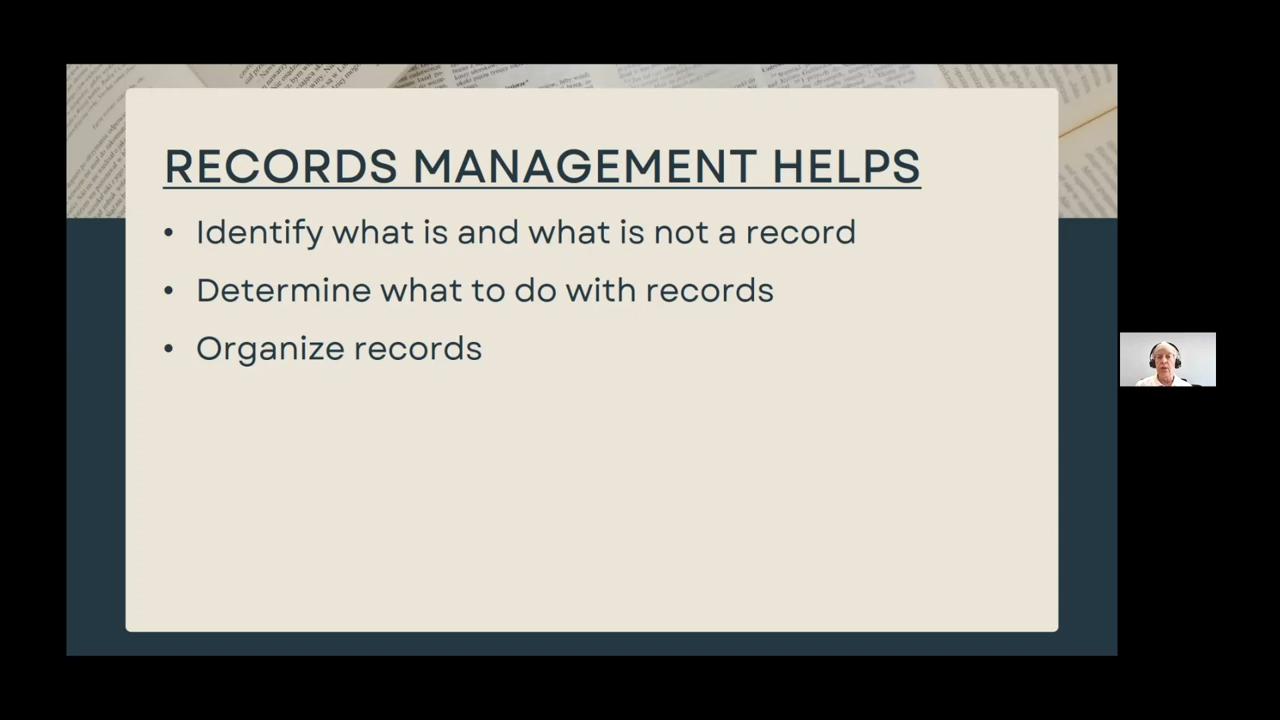 RECORDS MANAGEMENT HELPS
• Identify what is and what is not a record
• Determine what to do with records
• Organize records